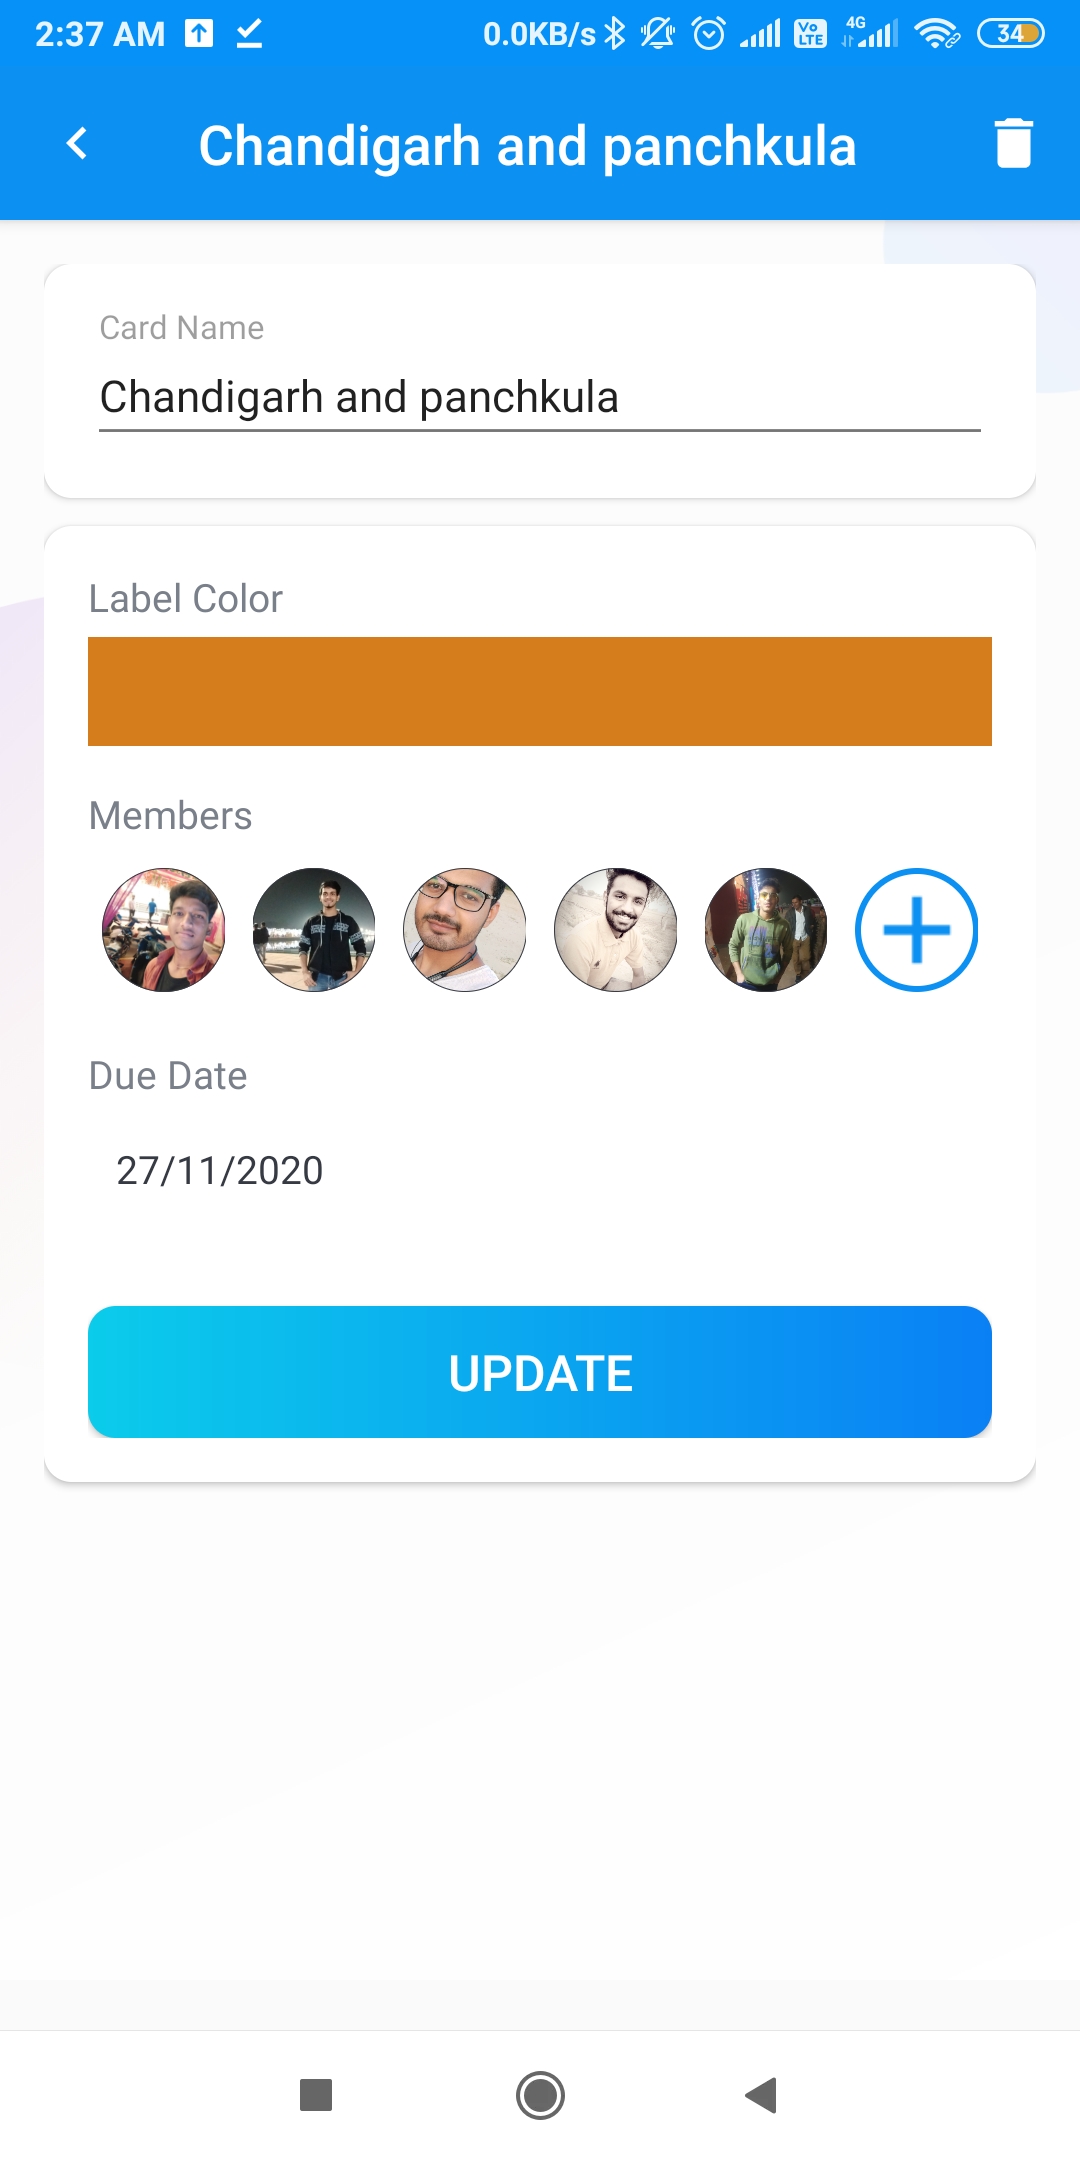 2:37 AM 0.0KB/s Vo LTE 4G 34
Chandigarh and panchkula
Card Name
Chandigarh and panchkula
Label Color
Members
Due Date
27/11/2020
UPDATE